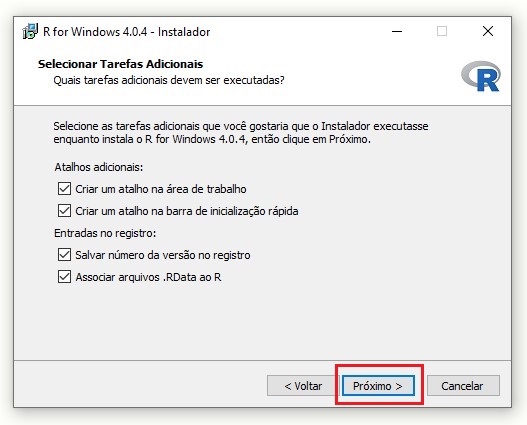 R for Windows 4.0.4 - Instalador
Selecionar Tarefas Adicionais
Quais tarefas adicionais devem ser executadas?
R
Selecione as tarefas adicionais que você gostaria que o Instalador executasse
enquanto instala o R for Windows 4.0.4, então clique em Próximo.
Atalhos adicionais:
Criar um atalho na área de trabalho
Criar um atalho na barra de inicialização rápida
Entradas no registro:
Salvar número da versão no registro
Associar arquivos .RData ao R
< Voltar
Próximo >
Cancelar